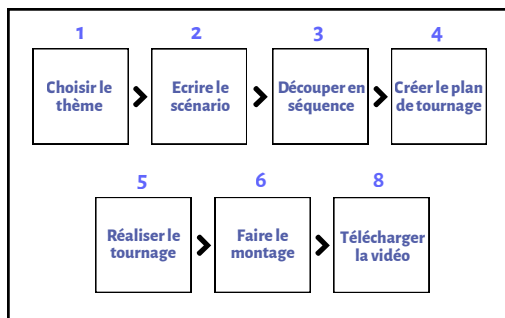 1
2
3
4
Choisir le
thème
Ecrire le
scénario
Découper en
séquence
Créer le plan
de tournage
5
6
8
Réaliser le
tournage
Faire le
montage
Télécharger
la vidéo